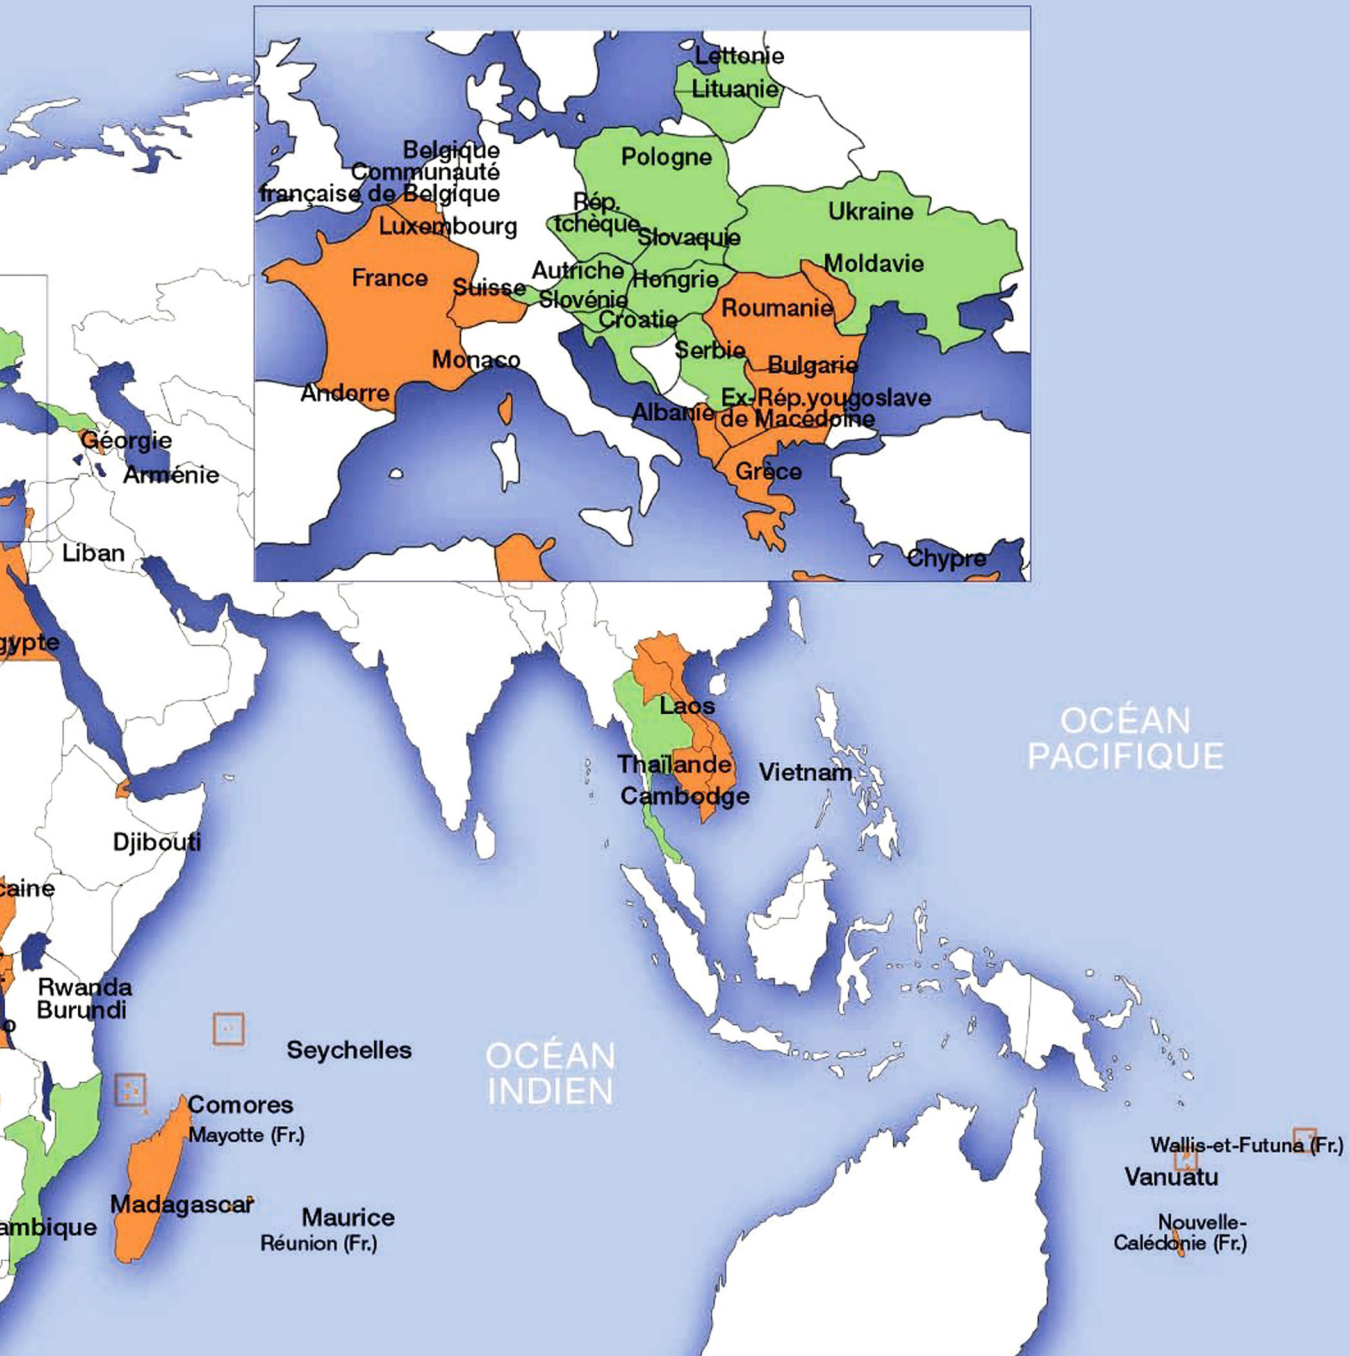 Lettonie
Lituanie
Belgique
Communauté
française de Belgique
Luxembourg
Pologne
Rép.
tchèque
Slovaquie
Ukraine
Moldavie
France
Suisse
Autriche
Hongrie
Slovénie
Croatie
Roumanie
Serbie
Bulgarie
Monaco
Andorre
Albanie
Ex-Rép.yougoslave
de Macédoine
Grèce
Chypre
Géorgie
Arménie
Liban
gypte
Laos
Thaïlande
Cambodge
Vietnam
OCÉAN
PACIFIQUE
Djibouti
caine
Rwanda
Burundi
o
Seychelles
OCÉAN
INDIEN
Comores
Mayotte (Fr.)
Madagascar
Maurice
Réunion (Fr.)
ambique
Wallis-et-Futuna (Fr.)
Vanuatu
Nouvelle-
Calédonie (Fr.)